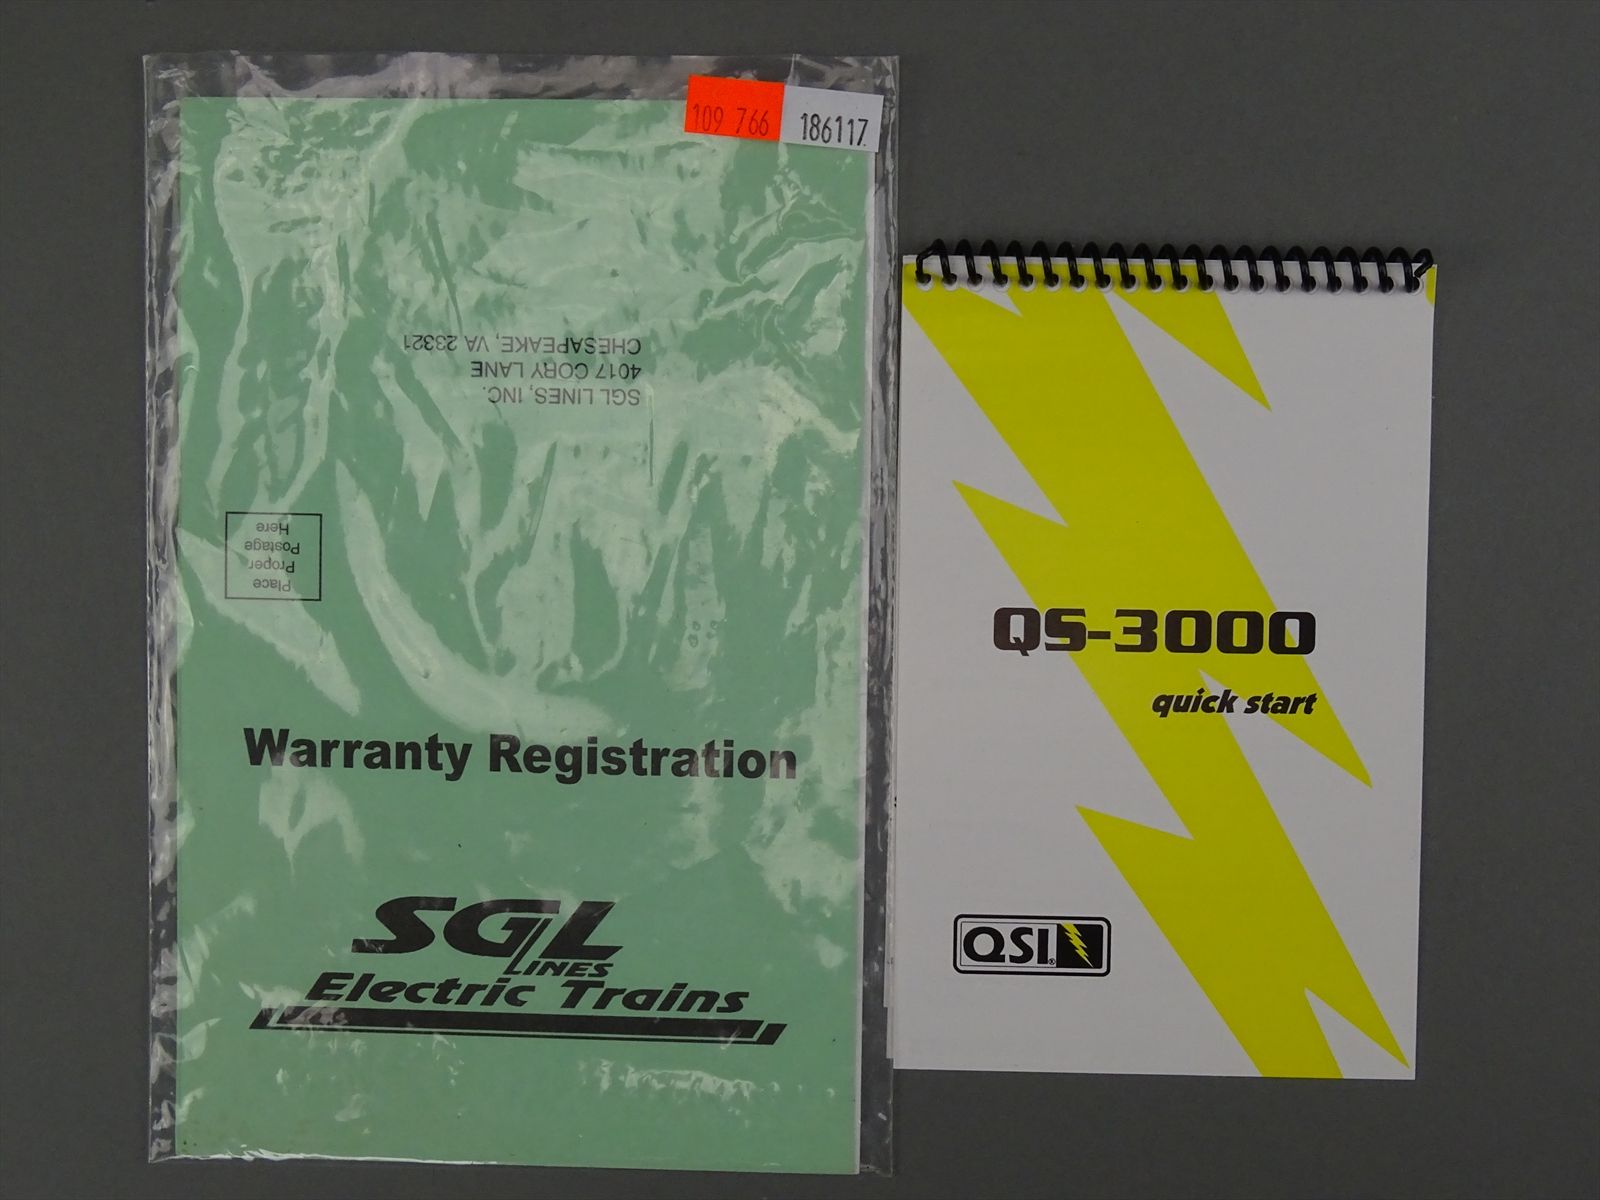 109 766
186117
SGL LINES, INC.
4017 CORY LANE
CHESAPEAKE, VA 23321
Place
Proper
Postage
Here
Warranty Registration
SGL
LINES
Electric Trains
QS-3000
quick start
QSI®